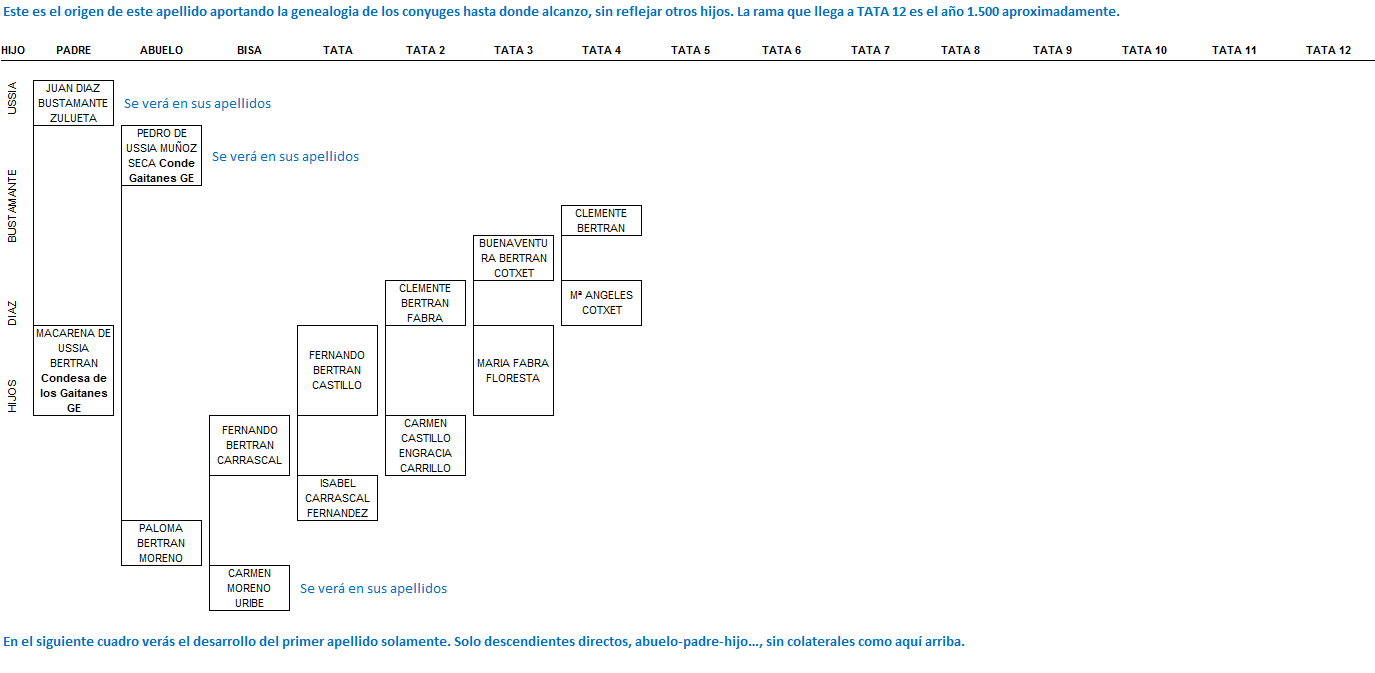 Este es el origen de este apellido aportando la genealogia de los conyuges hasta donde alcanzo, sin reflejar otros hijos. La rama que llega a TATA 12 es el año 1.500 aproximadamente.
HIJO PADRE ABUELO BISA TATA TATA 2 TATA 3 TATA 4 TATA 5 TATA 6 TATA 7 TATA 8 TATA 9 TATA 10 TATA 11 TATA 12
HIJOS DIAZ BUSTAMANTE USSIA
JUAN DIAZ
BUSTAMANTE
ZULUETA
Se verá en sus apellidos
PEDRO DE
USSIA MUÑOZ
SECA Conde
Gaitanes GE
Se verá en sus apellidos
CLEMENTE
BERTRAN
BUENAVENTU
RA BERTRAN
COTXET
CLEMENTE
BERTRAN
FABRA
Mª ANGELES
COTXET
MACARENA DE
USSIA
BERTRAN
Condesa de
los Gaitanes
GE
FERNANDO
BERTRAN
CASTILLO
MARIA FABRA
FLORESTA
FERNANDO
BERTRAN
CARRASCAL
CARMEN
CASTILLO
ENGRACIA
CARRILLO
ISABEL
CARRASCAL
FERNANDEZ
PALOMA
BERTRAN
MORENO
CARMEN
MORENO
URIBE
Se verá en sus apellidos
En el siguiente cuadro verás el desarrollo del primer apellido solamente. Solo descendientes directos, abuelo-padre-hijo..., sin colaterales como aquí arriba.